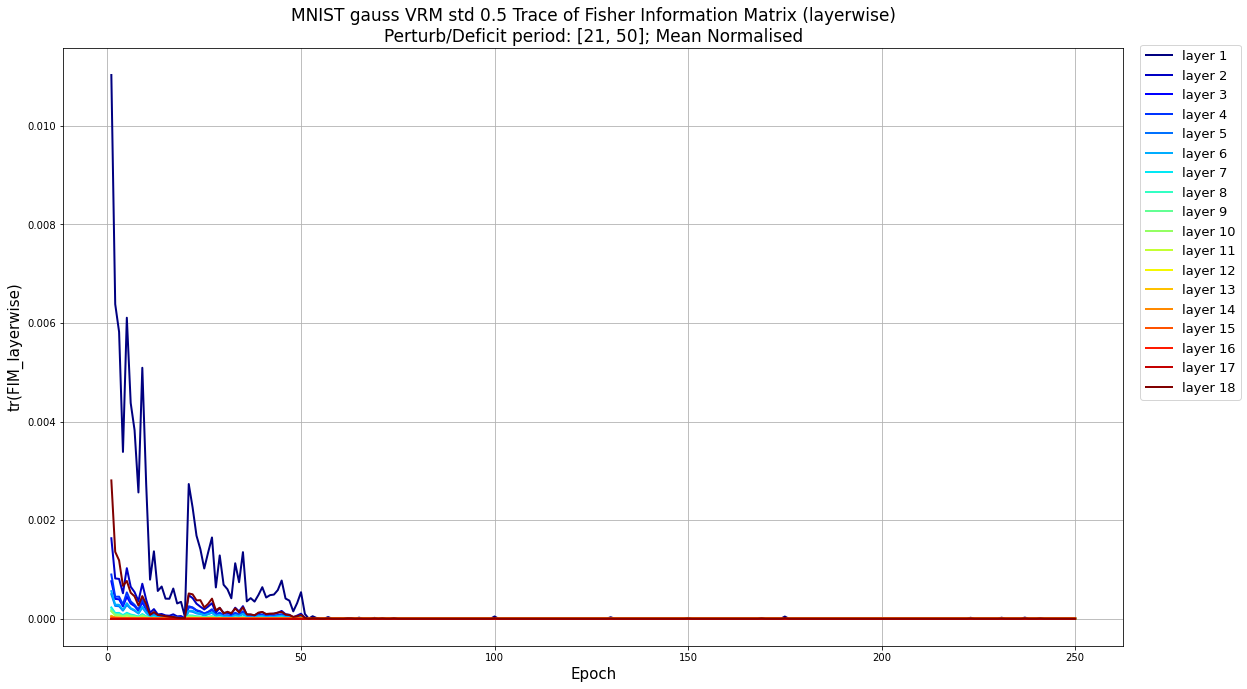 MNIST gauss VRM std 0.5 Trace of Fisher Information Matrix (layerwise)
Perturb/Deficit period: [21, 50]; Mean Normalised
layer 1
layer 2
layer 3
layer 4
layer 5
layer 6
layer 7
layer 8
layer 9
layer 10
layer 11
layer 12
layer 13
layer 14
layer 15
layer 16
layer 17
layer 18
tr(FIM_layerwise)
0.010
0.008
0.006
0.004
0.002
0.000
0
50
100
150
200
250
Epoch